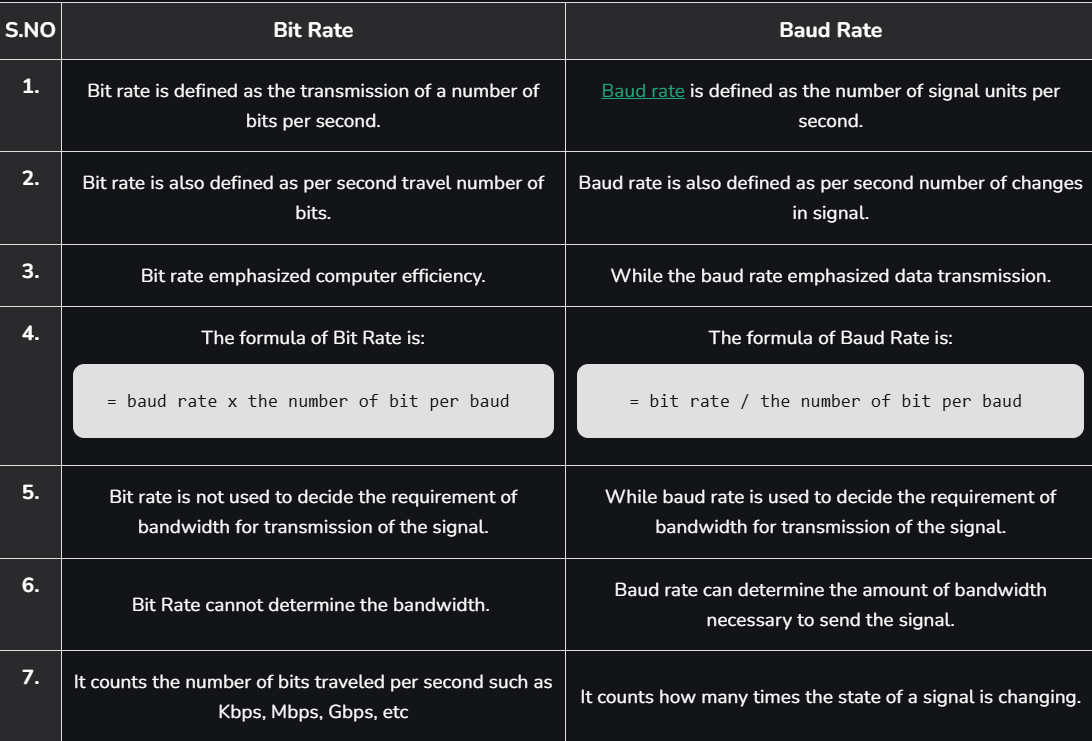 S.NO
Bit Rate
Baud Rate
1.
Bit rate is defined as the transmission of a number of
bits per second.
Baud rate is defined as the number of signal units per
second.
2.
Bit rate is also defined as per second travel number of
bits.
Baud rate is also defined as per second number of changes
in signal.
3.
Bit rate emphasized computer efficiency.
While the baud rate emphasized data transmission.
4.
The formula of Bit Rate is:
= baud rate x the number of bit per baud
The formula of Baud Rate is:
= bit rate / the number of bit per baud
5.
Bit rate is not used to decide the requirement of
bandwidth for transmission of the signal.
While baud rate is used to decide the requirement of
bandwidth for transmission of the signal.
6.
Bit Rate cannot determine the bandwidth.
Baud rate can determine the amount of bandwidth
necessary to send the signal.
7.
It counts the number of bits traveled per second such as
Kbps, Mbps, Gbps, etc
It counts how many times the state of a signal is changing.